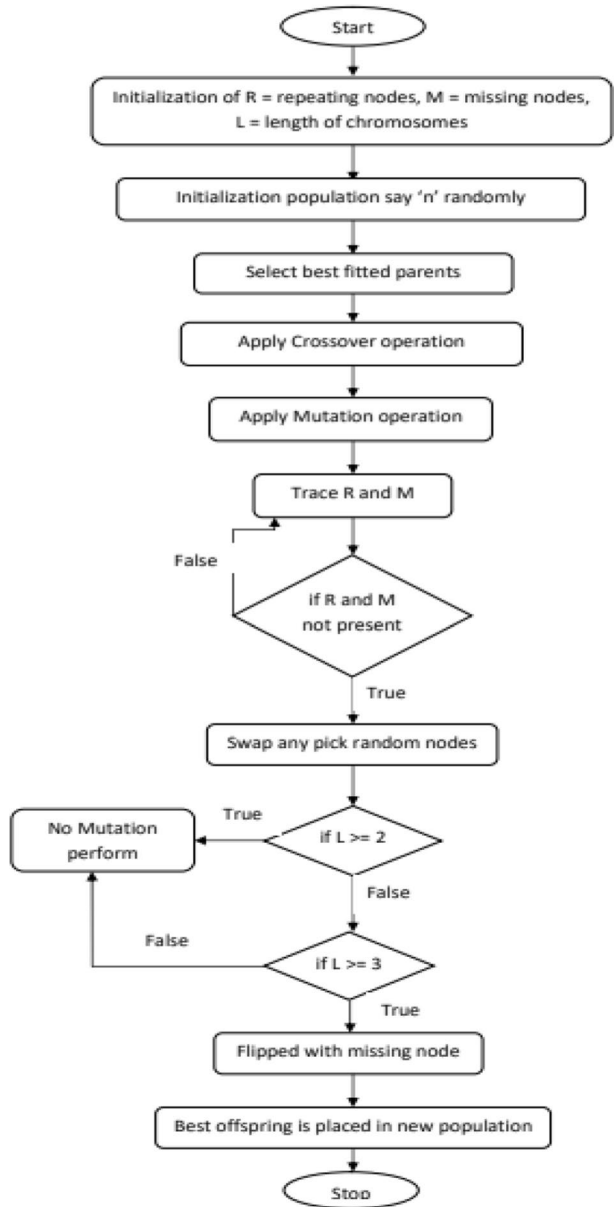 Start
Initialization of R = repeating nodes, M = missing nodes,
L = length of chromosomes
Initialization population say ‘n’ randomly
Select best fitted parents
Apply Crossover operation
Apply Mutation operation
Trace R and M
False
if R and M
not present
True
Swap any pick random nodes
No Mutation
perform
True
if L >= 2
False
False
if L >= 3
True
Flipped with missing node
Best offspring is placed in new population
Stop